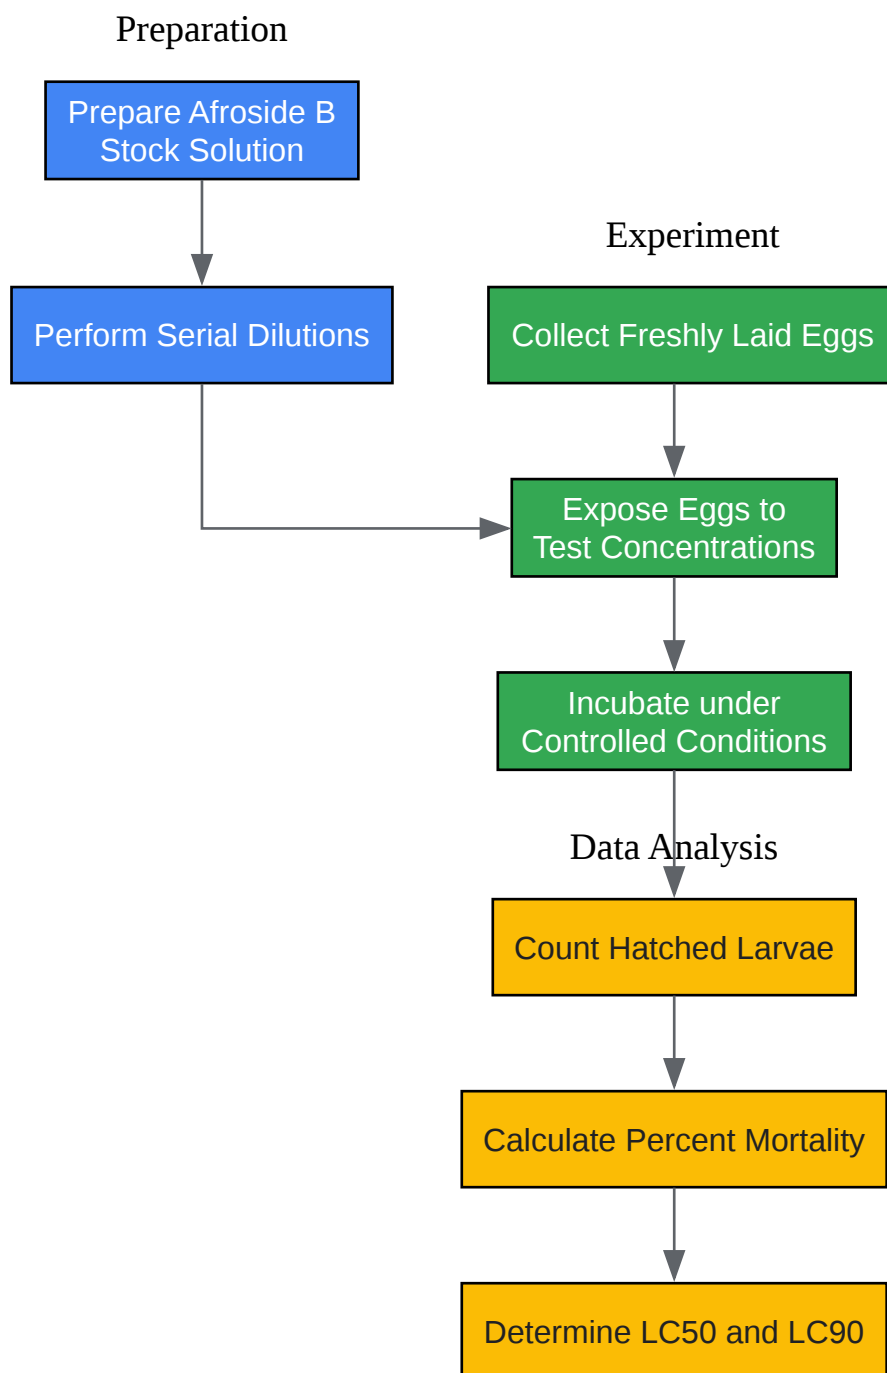 Preparation
Prepare Afroside B
Stock Solution
Perform Serial Dilutions
Experiment
Collect Freshly Laid Eggs
Expose Eggs to
Test Concentrations
Incubate under
Controlled Conditions
Data Analysis
Count Hatched Larvae
Calculate Percent Mortality
Determine LC50 and LC90